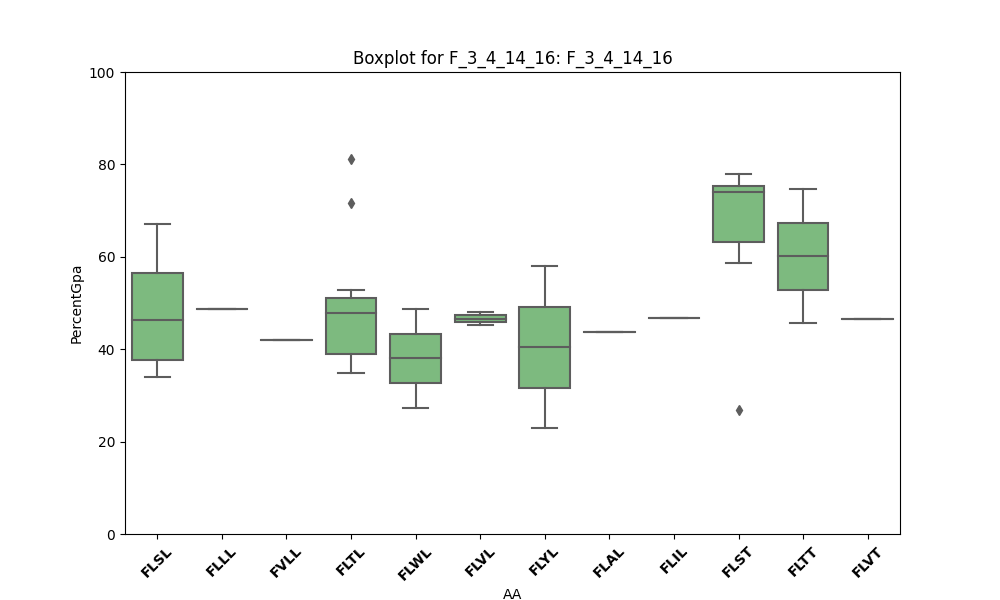 Boxplot for F_3_4_14_16: F_3_4_14_16
100
80
60
40
20
0
PercentGpa
FLSL FLLL FVLL FLTL FLWL FLVL FLYL FLAL FLIL FLST FLTT FLVT
AA